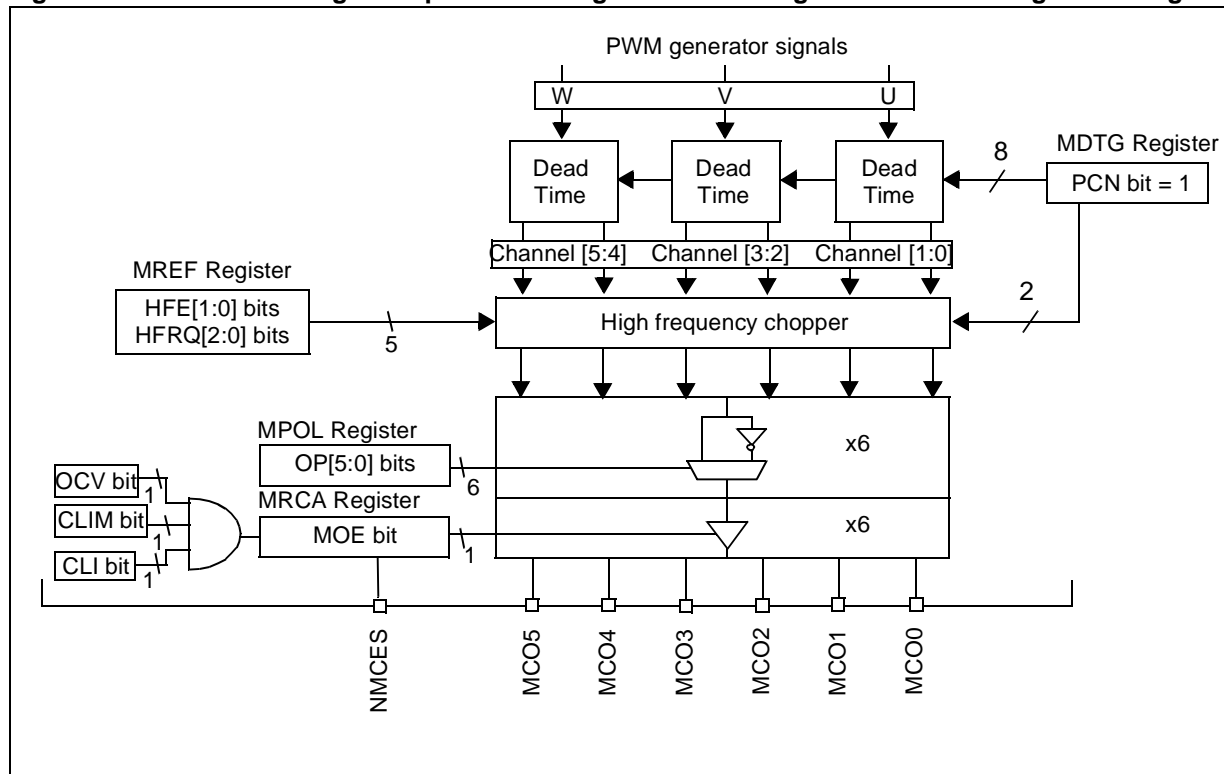 PWM generator signals
W V U
MDTG Register
8
PCN bit = 1
Dead Time
Dead Time
Dead Time
Channel [5:4] Channel [3:2] Channel [1:0]
MREF Register
HFE[1:0] bits
HFRQ[2:0] bits
5
High frequency chopper
2
MPOL Register
OP[5:0] bits
6
x6
OCV bit
1
CLIM bit
1
CLI bit
1
MRCA Register
MOE bit
1
x6
NMCES
MCO5
MCO4
MCO3
MCO2
MCO1
MCO0